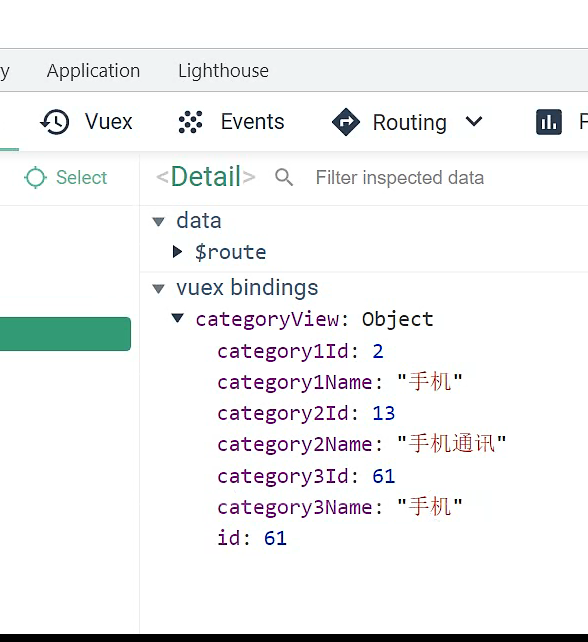 y Application Lighthouse
Vuex Events Routing F
Select <Detail> Filter inspected data
data
$route
vuex bindings
categoryView: Object
category1Id: 2
category1Name: "手机"
category2Id: 13
category2Name: "手机通讯"
category3Id: 61
category3Name: "手机"
id: 61